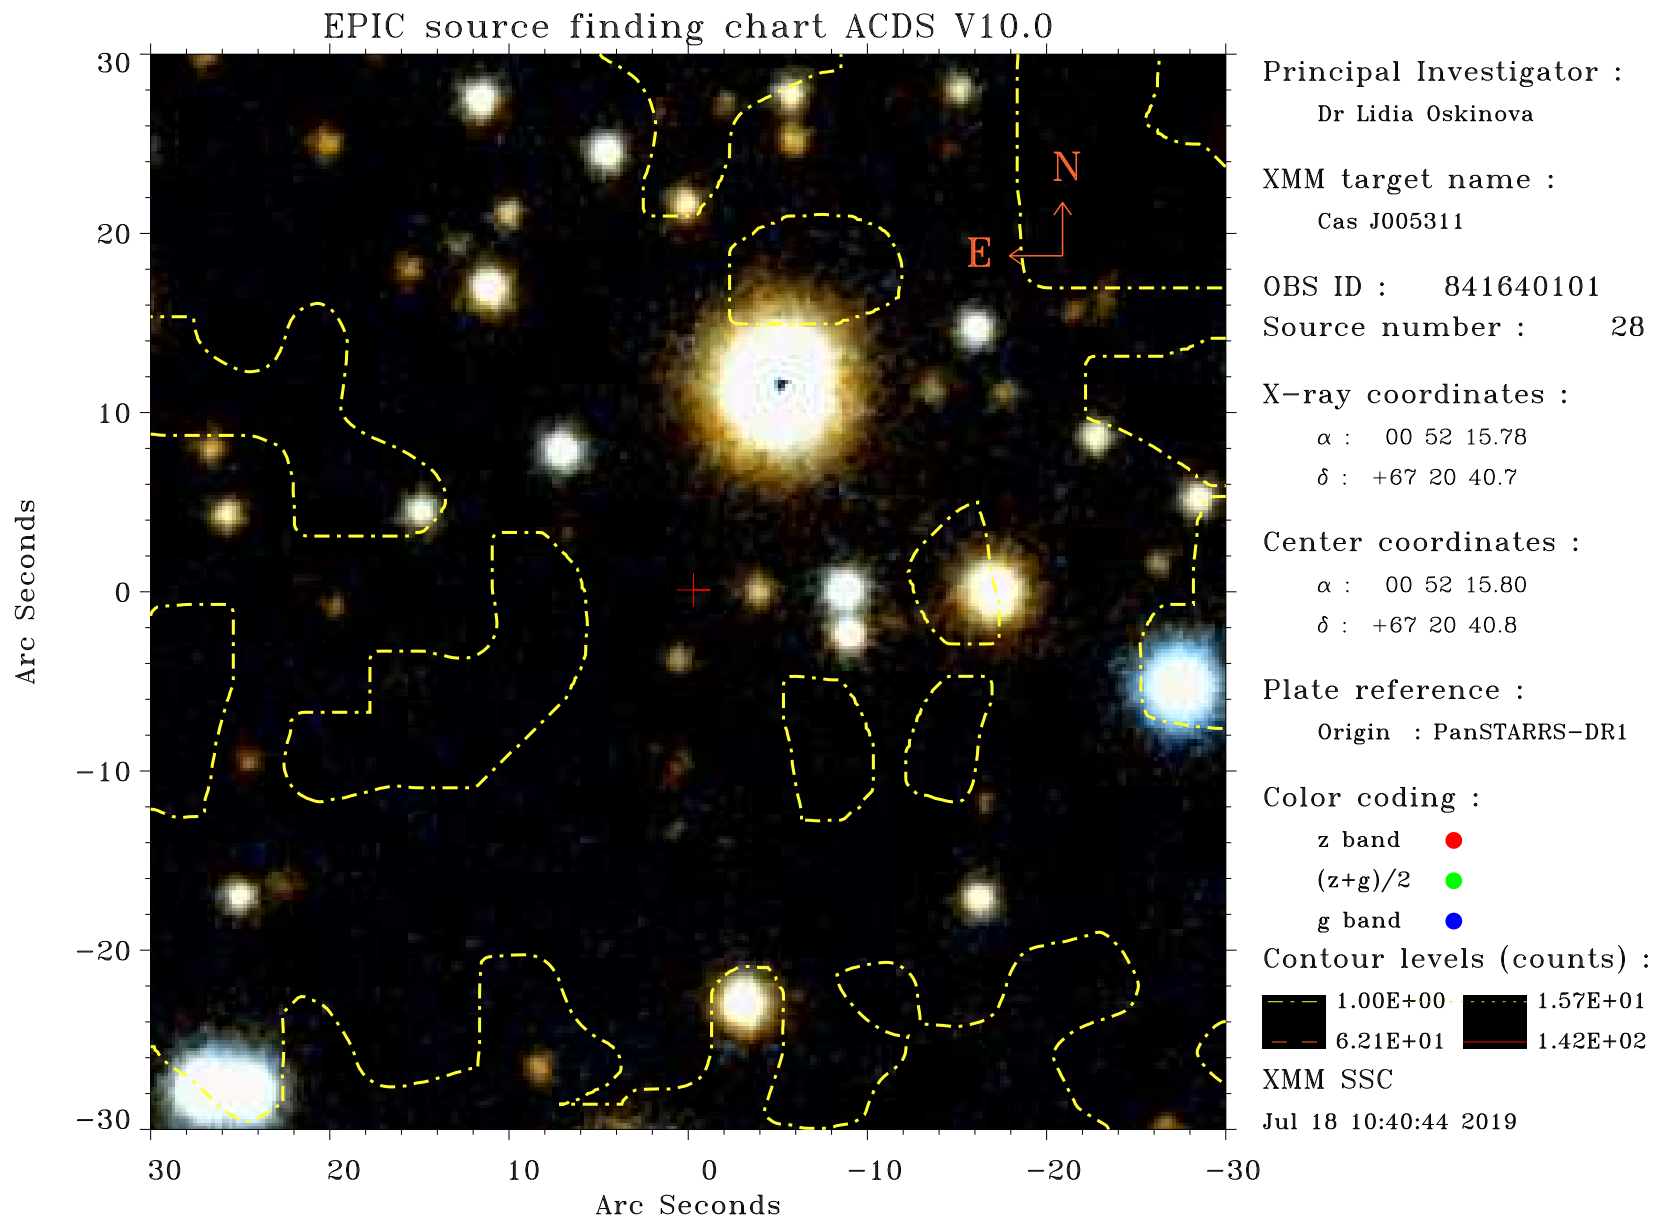 EPIC source finding chart ACDS V10.0
30
20
10
0
-10
-20
-30
Arc Seconds
30 20 10 0 -10 -20 -30
Arc Seconds
N
E
Principal Investigator :
Dr Lidia Oskinova
XMM target name :
Cas J005311
OBS ID : 841640101
Source number : 28
X-ray coordinates :
α : 00 52 15.78
δ : +67 20 40.7
Center coordinates :
α : 00 52 15.80
δ : +67 20 40.8
Plate reference :
Origin : PanSTARRS-DR1
Color coding :
z band
(z+g)/2
g band
Contour levels (counts) :
1.00E+00 1.57E+01
6.21E+01 1.42E+02
XMM SSC
Jul 18 10:40:44 2019